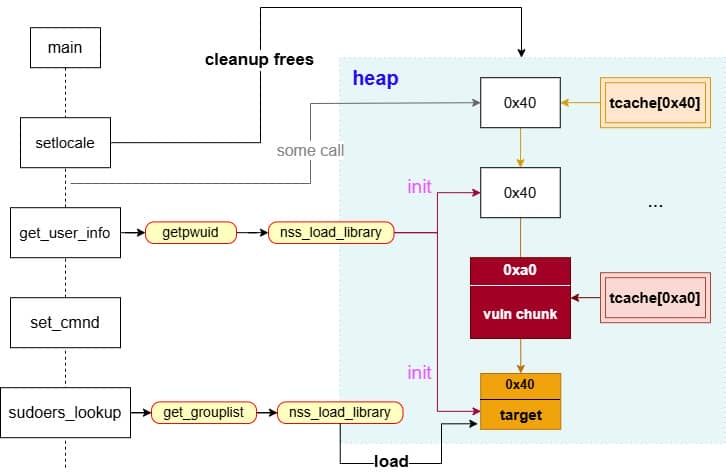 main
cleanup frees
heap
0x40
tcache[0x40]
setlocale
some call
init
0x40
...
get_user_info
getpwuid
nss_load_library
0xa0
vuln chunk
tcache[0xa0]
set_cmnd
init
0x40
target
sudoers_lookup
get_grouplist
nss_load_library
load